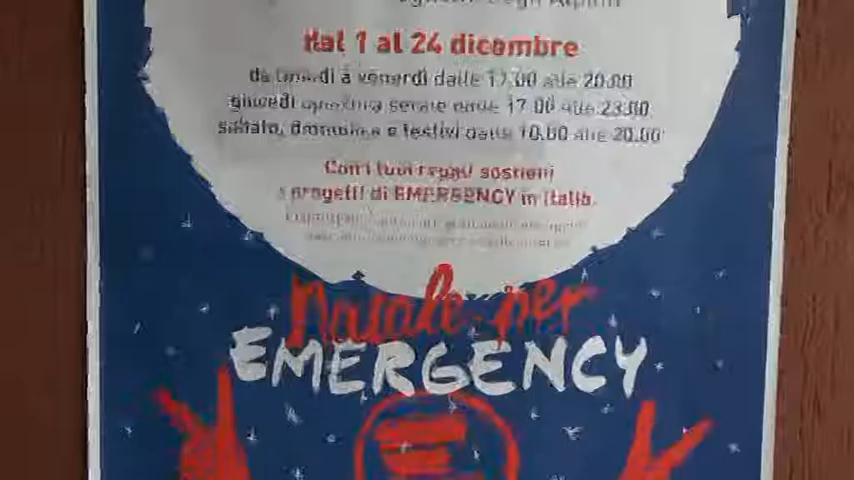 dal 1 al 24 dicembre
da lunedì a venerdì dalle 17.00 alle 20.00
giovedì apertura serale dalle 17.00 alle 23.00
sabato, domenica e festivi dalle 10.00 alle 20.00
Con i tuoi regali sostieni
i progetti di EMERGENCY in Italia.
Natale per
EMERGENCY